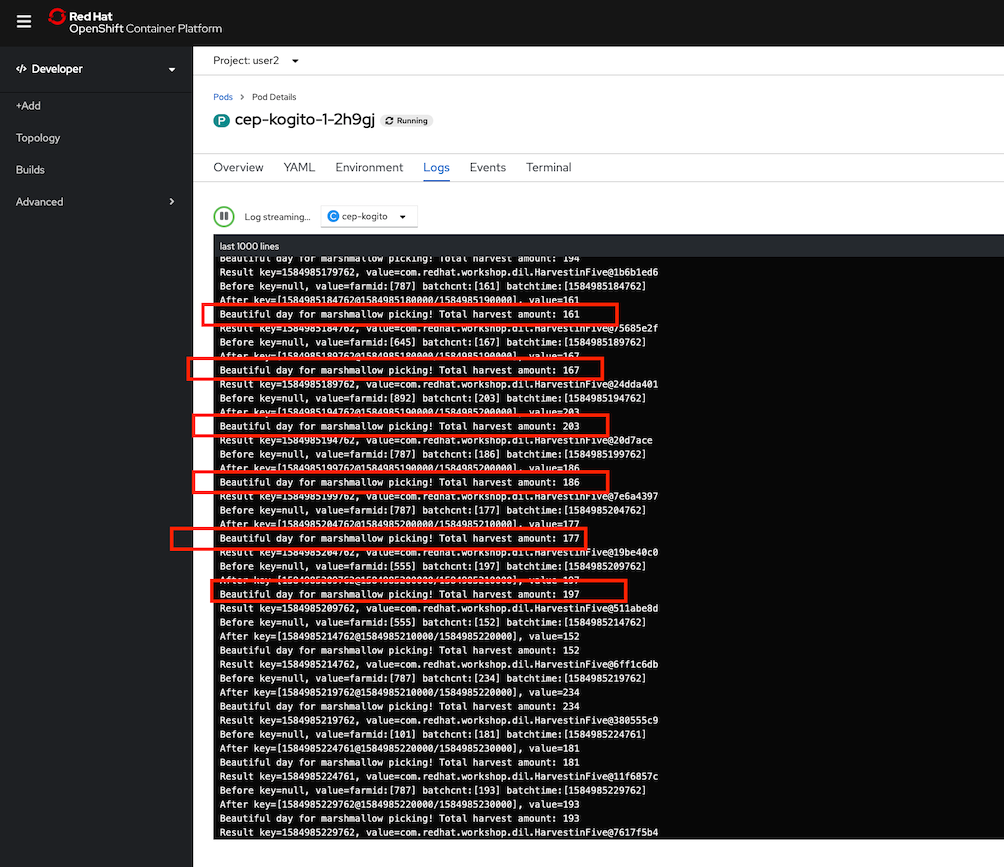 Red Hat
OpenShift Container Platform
Developer
+Add
Topology
Builds
Advanced
Project: user2
Pods > Pod Details
P cep-kogito-1-2h9gj Running
Overview YAML Environment Logs Events Terminal
Log streaming... C cep-kogito
last 1000 lines
Beautiful day for marshmallow picking! Total harvest amount: 194
Result key=1584985179762, value=com.redhat.workshop.dil.HarvestinFive@1b6b1ed6
Before key=null, value=farmid:[787] batchcnt:[161] batchtime:[1584985184762]
After key=[1584985184762@1584985180000/1584985190000], value=161
Beautiful day for marshmallow picking! Total harvest amount: 161
Result key=1584985184762, value=com.redhat.workshop.dil.HarvestinFive@75685e2f
Before key=null, value=farmid:[645] batchcnt:[167] batchtime:[1584985189762]
After key=[1584985189762@1584985180000/1584985190000], value=167
Beautiful day for marshmallow picking! Total harvest amount: 167
Result key=1584985189762, value=com.redhat.workshop.dil.HarvestinFive@24dda401
Before key=null, value=farmid:[892] batchcnt:[203] batchtime:[1584985194762]
After key=[1584985194762@1584985190000/1584985200000], value=203
Beautiful day for marshmallow picking! Total harvest amount: 203
Result key=1584985194762, value=com.redhat.workshop.dil.HarvestinFive@20d7ace
Before key=null, value=farmid:[787] batchcnt:[186] batchtime:[1584985199762]
After key=[1584985199762@1584985190000/1584985200000], value=186
Beautiful day for marshmallow picking! Total harvest amount: 186
Result key=1584985199762, value=com.redhat.workshop.dil.HarvestinFive@7e6a4397
Before key=null, value=farmid:[787] batchcnt:[177] batchtime:[1584985204762]
After key=[1584985204762@1584985200000/1584985210000], value=177
Beautiful day for marshmallow picking! Total harvest amount: 177
Result key=1584985204762, value=com.redhat.workshop.dil.HarvestinFive@19be40c0
Before key=null, value=farmid:[555] batchcnt:[197] batchtime:[1584985209762]
After key=[1584985209762@1584985200000/1584985210000], value=197
Beautiful day for marshmallow picking! Total harvest amount: 197
Result key=1584985209762, value=com.redhat.workshop.dil.HarvestinFive@511abe8d
Before key=null, value=farmid:[555] batchcnt:[152] batchtime:[1584985214762]
After key=[1584985214762@1584985210000/1584985220000], value=152
Beautiful day for marshmallow picking! Total harvest amount: 152
Result key=1584985214762, value=com.redhat.workshop.dil.HarvestinFive@6ff1c6db
Before key=null, value=farmid:[787] batchcnt:[234] batchtime:[1584985219762]
After key=[1584985219762@1584985210000/1584985220000], value=234
Beautiful day for marshmallow picking! Total harvest amount: 234
Result key=1584985219762, value=com.redhat.workshop.dil.HarvestinFive@380555c9
Before key=null, value=farmid:[101] batchcnt:[181] batchtime:[1584985224761]
After key=[1584985224761@1584985220000/1584985230000], value=181
Beautiful day for marshmallow picking! Total harvest amount: 181
Result key=1584985224761, value=com.redhat.workshop.dil.HarvestinFive@11f6857c
Before key=null, value=farmid:[787] batchcnt:[193] batchtime:[1584985229762]
After key=[1584985229762@1584985220000/1584985230000], value=193
Beautiful day for marshmallow picking! Total harvest amount: 193
Result key=1584985229762, value=com.redhat.workshop.dil.HarvestinFive@7617f5b4